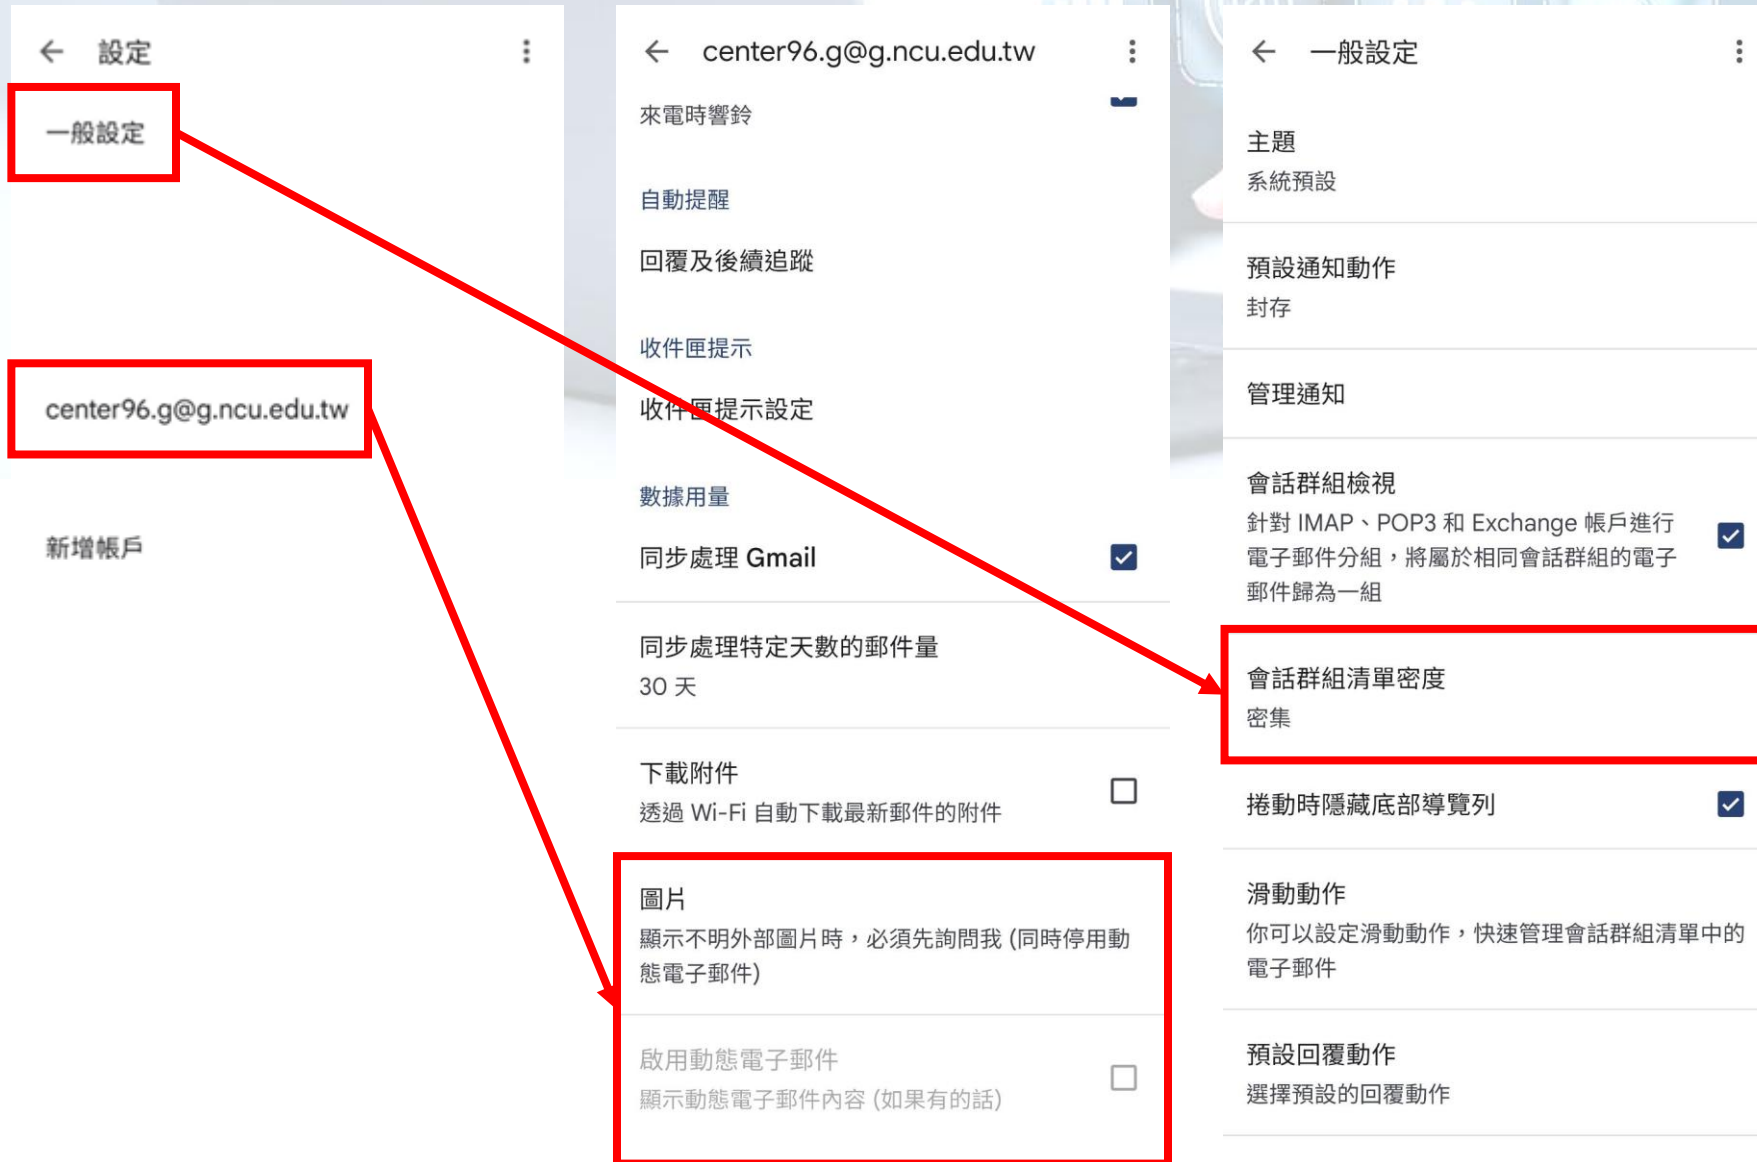 設定
一般設定
center96.g@g.ncu.edu.tw
新增帳戶
center96.g@g.ncu.edu.tw
來電時響鈴
自動提醒
回覆及後續追蹤
收件匣提示
收件匣提示設定
數據用量
同步處理 Gmail
同步處理特定天數的郵件量
30 天
下載附件
透過 Wi-Fi 自動下載最新郵件的附件
圖片
顯示不明外部圖片時，必須先詢問我 (同時停用動
態電子郵件)
啟用動態電子郵件
顯示動態電子郵件內容 (如果有的話)
一般設定
主題
系統預設
預設通知動作
封存
管理通知
會話群組檢視
針對 IMAP、POP3 和 Exchange 帳戶進行
電子郵件分組，將屬於相同會話群組的電子
郵件歸為一組
會話群組清單密度
密集
捲動時隱藏底部導覽列
滑動動作
你可以設定滑動動作，快速管理會話群組清單中的
電子郵件
預設回覆動作
選擇預設的回覆動作